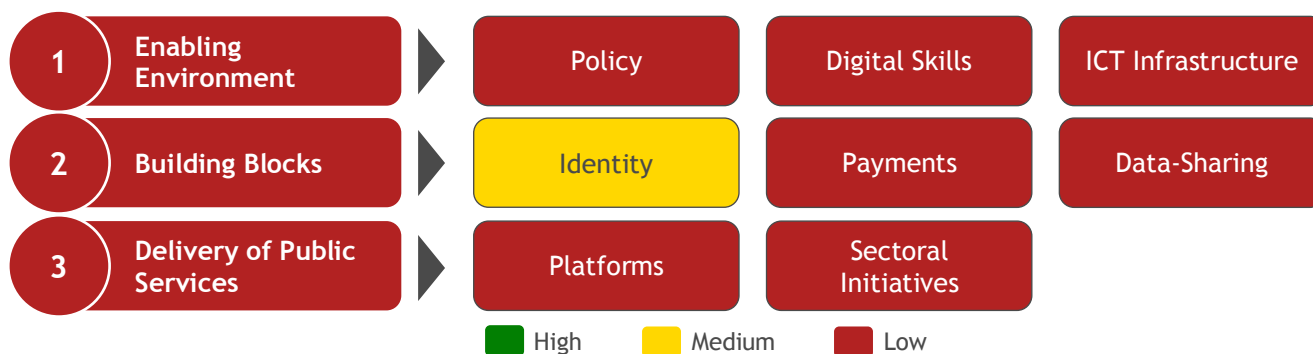 1
Enabling
Environment
Policy
Digital Skills
ICT Infrastructure
2
Building Blocks
Identity
Payments
Data-Sharing
3
Delivery of Public
Services
Platforms
Sectoral
Initiatives
High
Medium
Low